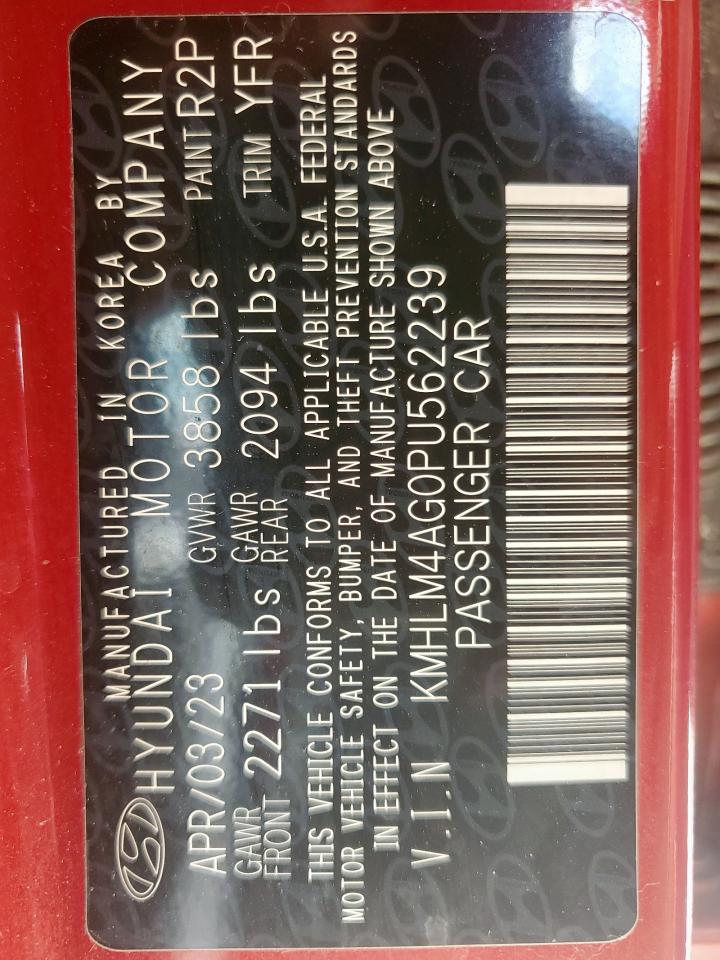 MANUFACTURED IN KOREA BY
HYUNDAI MOTOR COMPANY
APR/03/23 GVWR 3858 lbs PAINT R2P
GAWR FRONT 2271 lbs GAWR REAR 2094 lbs TRIM YFR
THIS VEHICLE CONFORMS TO ALL APPLICABLE U.S.A. FEDERAL
MOTOR VEHICLE SAFETY, BUMPER, AND THEFT PREVENTION STANDARDS
IN EFFECT ON THE DATE OF MANUFACTURE SHOWN ABOVE
V.I.N KMHLM4AG0PU562239
PASSENGER CAR